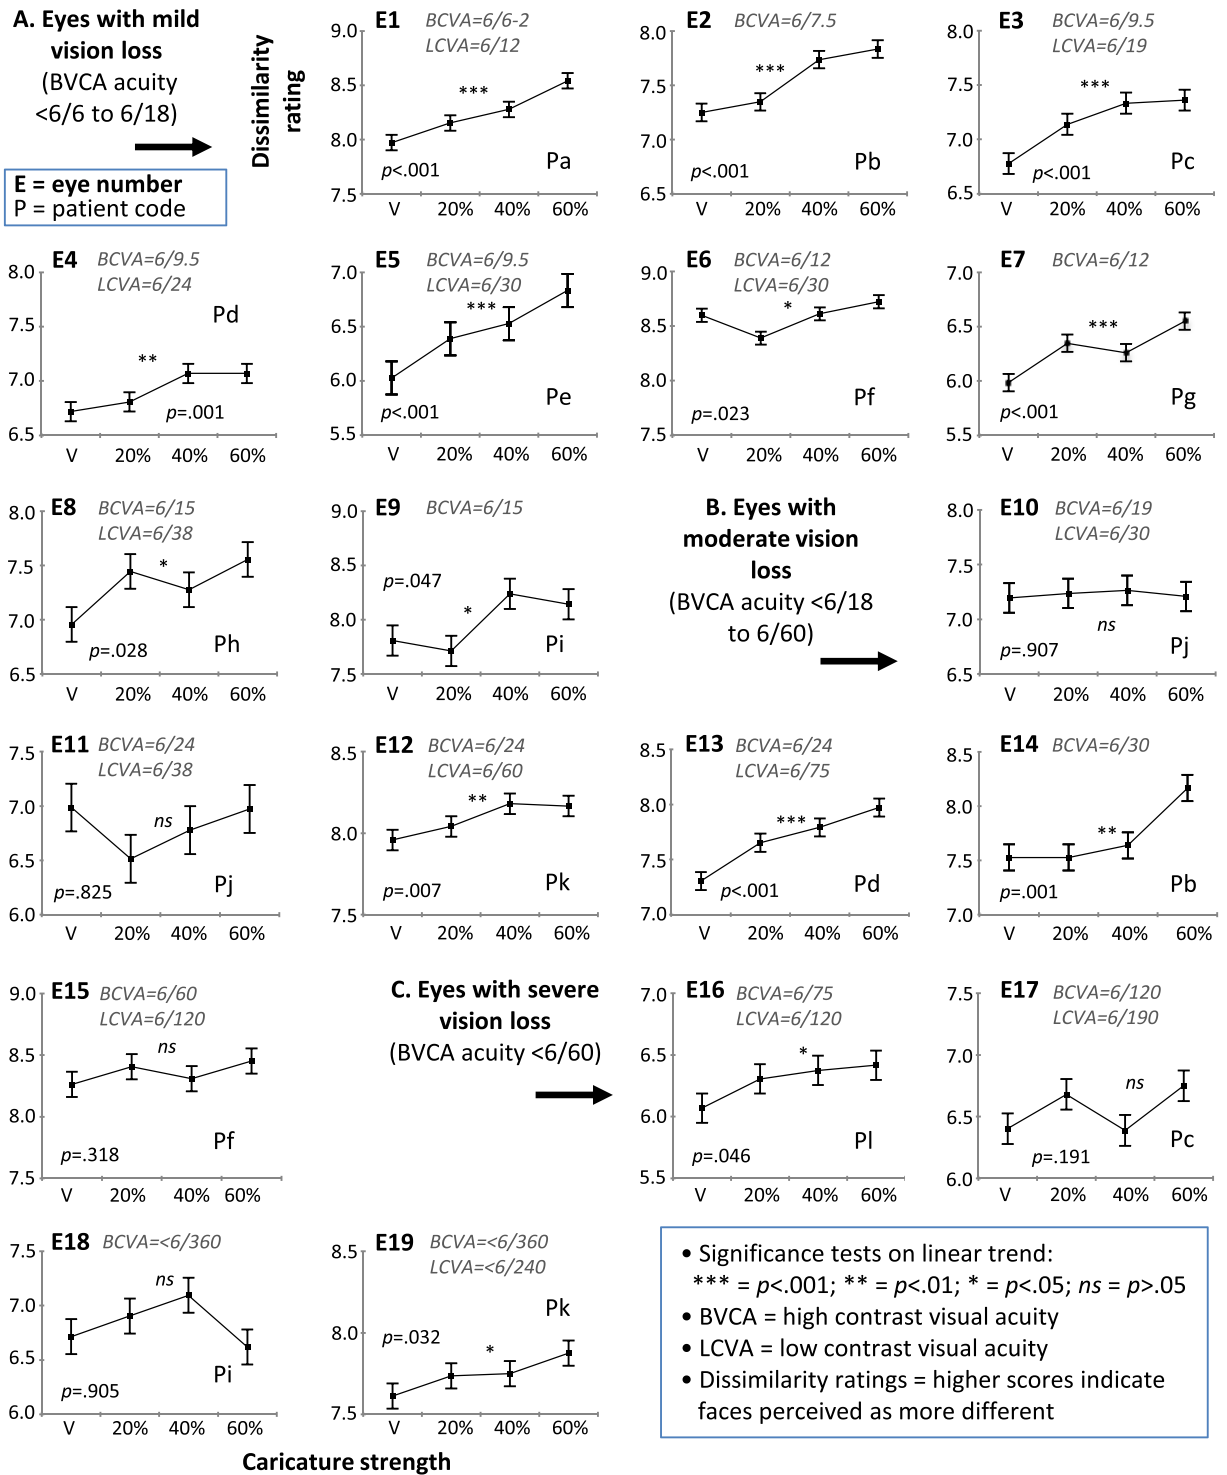 A. Eyes with mild
vision loss
(BVCA acuity
<6/6 to 6/18)
E = eye number
P = patient code
Dissimilarity
rating
E1
BCVA=6/6-2
LCVA=6/12
9.0
8.5
8.0
7.5
***
p<.001
Pa
V 20% 40% 60%
E2
BCVA=6/7.5
8.0
7.5
7.0
6.5
***
p<.001
Pb
V 20% 40% 60%
E3
BCVA=6/9.5
LCVA=6/19
8.0
7.5
7.0
6.5
***
p<.001
Pc
V 20% 40% 60%
E4
BCVA=6/9.5
LCVA=6/24
8.0
7.5
7.0
6.5
Pd
**
p=.001
V 20% 40% 60%
E5
BCVA=6/9.5
LCVA=6/30
7.0
6.5
6.0
5.5
***
p<.001
Pe
V 20% 40% 60%
E6
BCVA=6/12
LCVA=6/30
9.0
8.5
8.0
7.5
*
p=.023
Pf
V 20% 40% 60%
E7
BCVA=6/12
7.0
6.5
6.0
5.5
***
p<.001
Pg
V 20% 40% 60%
E8
BCVA=6/15
LCVA=6/38
8.0
7.5
7.0
6.5
*
p=.028
Ph
V 20% 40% 60%
E9
BCVA=6/15
9.0
8.5
8.0
7.5
p=.047
*
Pi
V 20% 40% 60%
B. Eyes with
moderate vision
loss
(BVCA acuity <6/18
to 6/60)
E10
BCVA=6/19
LCVA=6/30
8.0
7.5
7.0
6.5
ns
p=.907
Pj
V 20% 40% 60%
E11
BCVA=6/24
LCVA=6/38
7.5
7.0
6.5
6.0
ns
p=.825
Pj
V 20% 40% 60%
E12
BCVA=6/24
LCVA=6/60
8.5
8.0
7.5
**
p=.007
Pk
V 20% 40% 60%
E13
BCVA=6/24
LCVA=6/75
8.5
8.0
7.5
7.0
***
p<.001
Pd
V 20% 40% 60%
E14
BCVA=6/30
8.5
8.0
7.5
7.0
**
p=.001
Pb
V 20% 40% 60%
E15
BCVA=6/60
LCVA=6/120
9.0
8.5
8.0
7.5
ns
p=.318
Pf
V 20% 40% 60%
C. Eyes with severe
vision loss
(BVCA acuity <6/60)
E16
BCVA=6/75
LCVA=6/120
7.0
6.5
6.0
5.5
*
p=.046
Pl
V 20% 40% 60%
E17
BCVA=6/120
LCVA=6/190
7.5
7.0
6.5
6.0
ns
p=.191
Pc
V 20% 40% 60%
E18
BCVA=<6/360
7.5
7.0
6.5
6.0
ns
p=.905
Pi
V 20% 40% 60%
E19
BCVA=<6/360
LCVA=<6/240
8.5
8.0
7.5
Pk
p=.032
*
V 20% 40% 60%
• Significance tests on linear trend:
*** = p<.001; ** = p<.01; * = p<.05; ns = p>.05
• BVCA = high contrast visual acuity
• LCVA = low contrast visual acuity
• Dissimilarity ratings = higher scores indicate
faces perceived as more different
Caricature strength